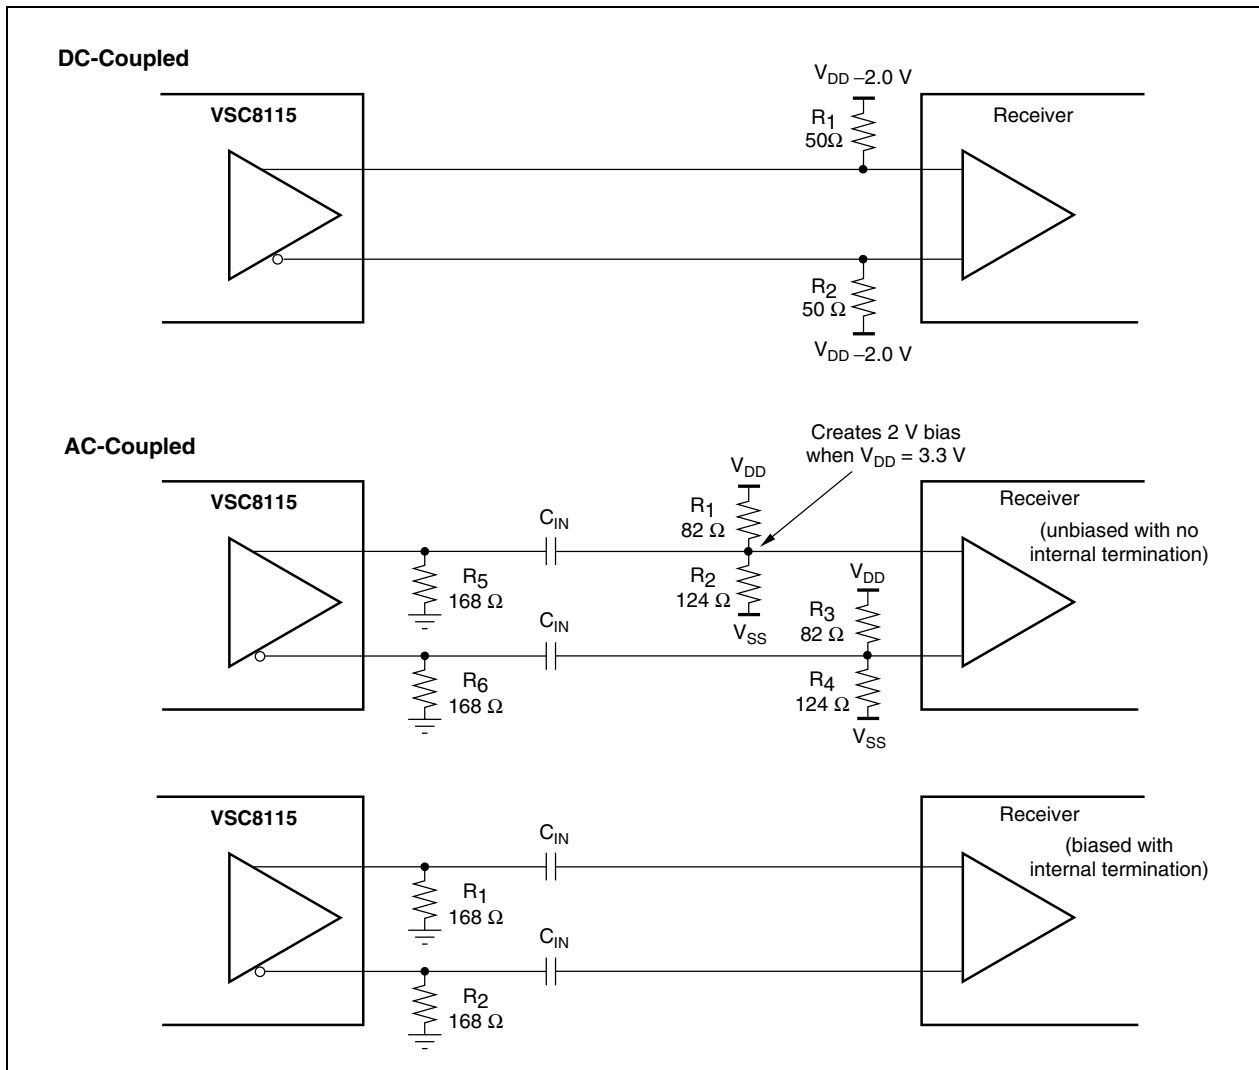 DC-Coupled
VSC8115
V_DD –2.0 V
R_1
50Ω
Receiver
R_2
50 Ω
V_DD –2.0 V
AC-Coupled
Creates 2 V bias
when V_DD = 3.3 V
VSC8115
C_IN
V_DD
R_1
82 Ω
Receiver
(unbiased with no
internal termination)
R_5
168 Ω
R_2
124 Ω
V_SS
V_DD
R_3
82 Ω
C_IN
R_6
168 Ω
R_4
124 Ω
V_SS
VSC8115
C_IN
Receiver
(biased with
internal termination)
R_1
168 Ω
C_IN
R_2
168 Ω